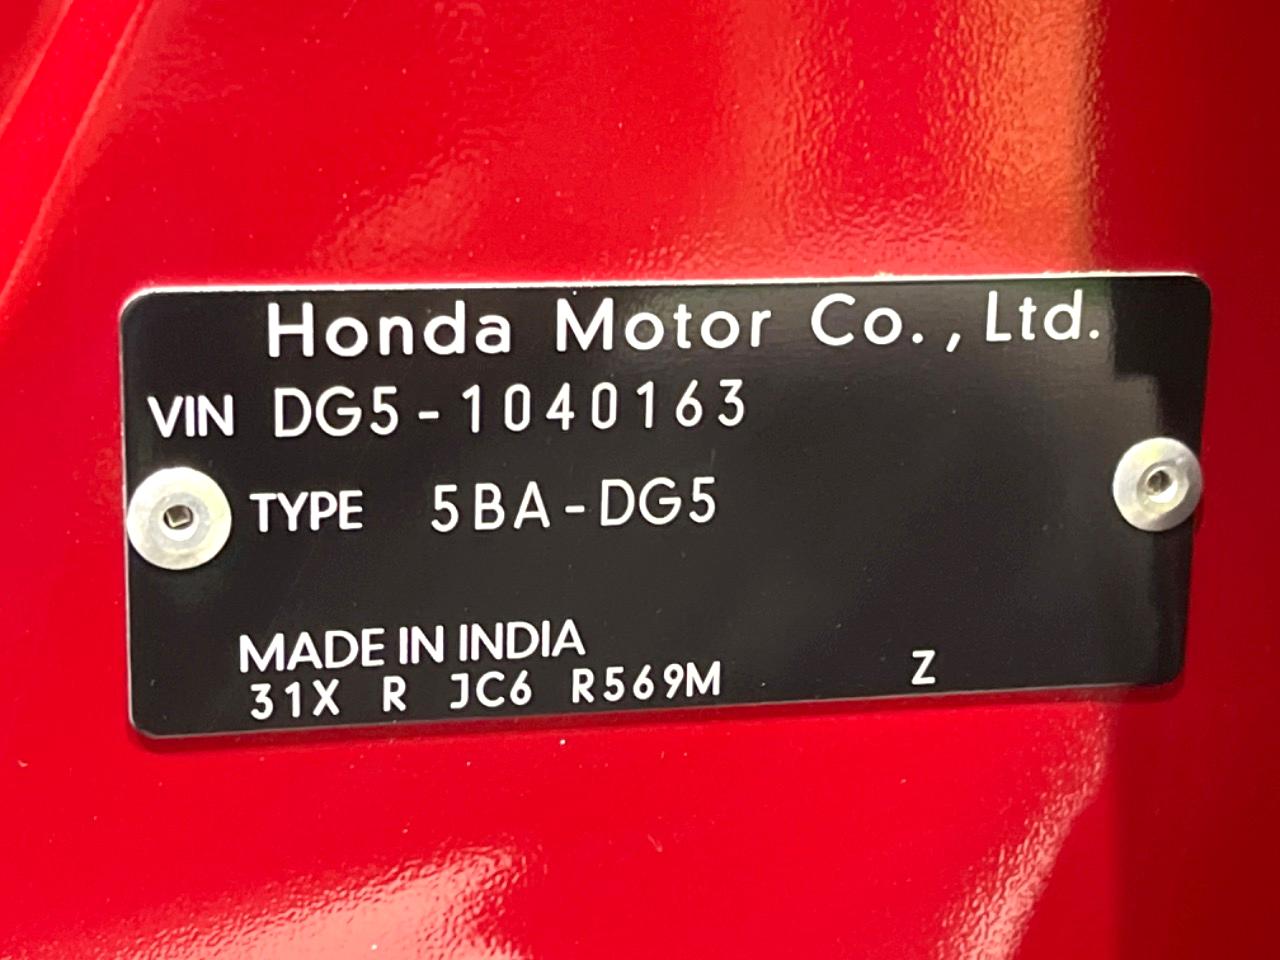 Honda Motor Co., Ltd.
VIN DG5-1040163
TYPE 5BA-DG5
MADE IN INDIA
31X R JC6 R569M Z